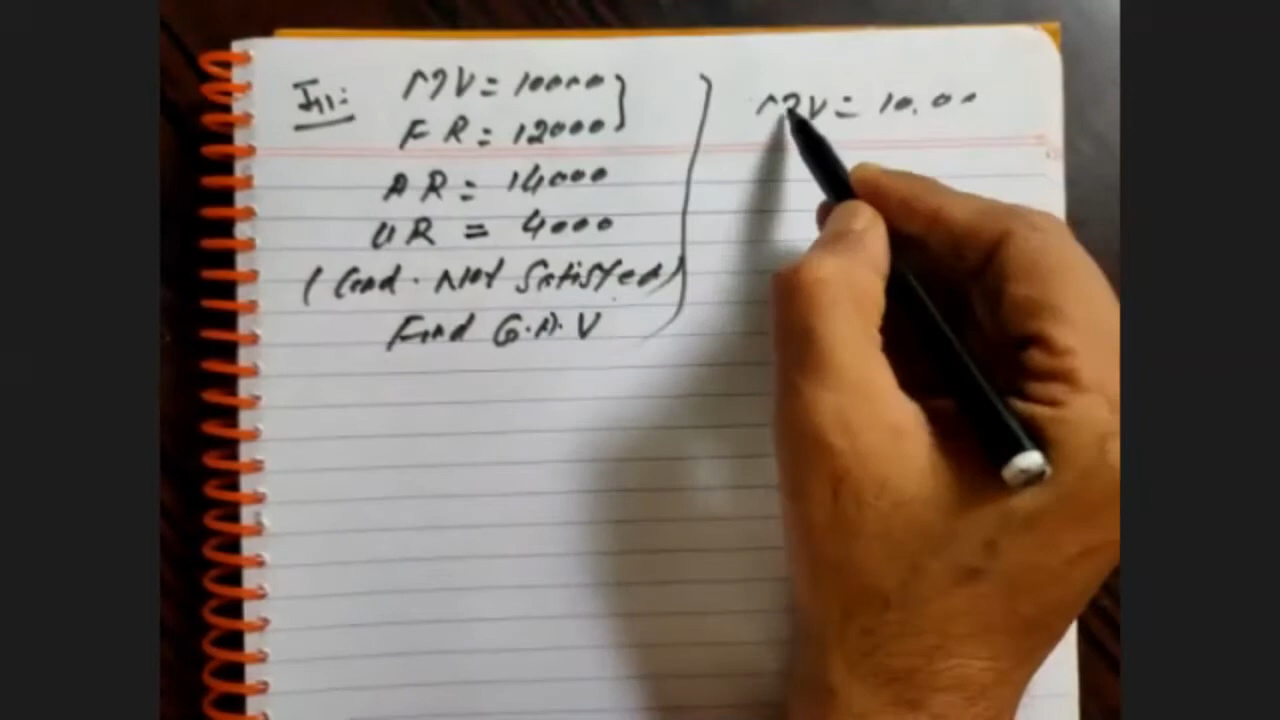 Ill:
MV = 10000
FR = 12000
AR = 14000
UR = 4000
(Cond. Not Satisfied)
Find G.A.V
MV = 10.00